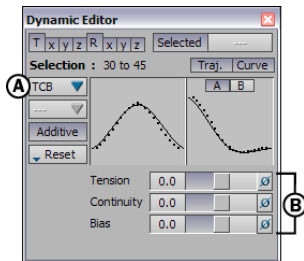 Dynamic Editor
T x y z R x y z Selected ---
Selection : 30 to 45 Traj. Curve
A TCB A B
---
Additive
Reset
Tension 0.0 ø
Continuity 0.0 ø B
Bias 0.0 ø